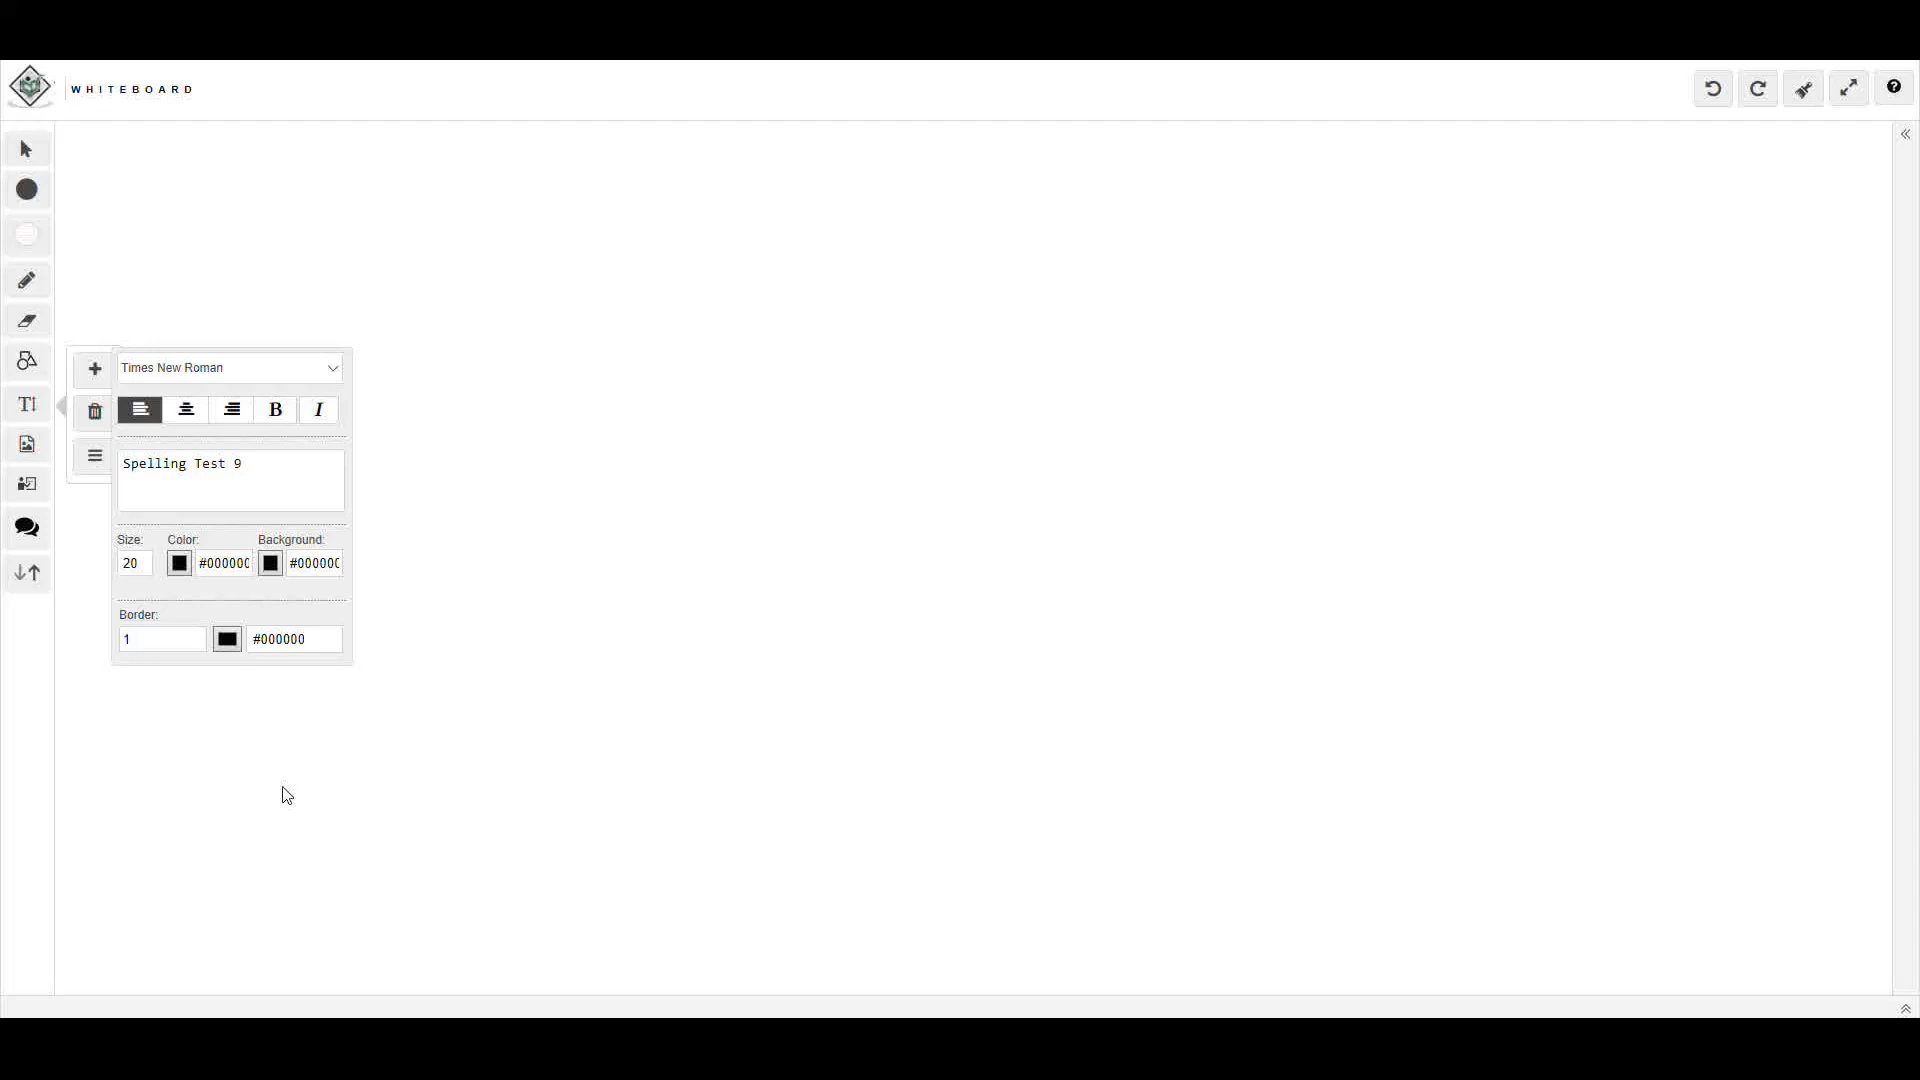 WHITEBOARD
Times New Roman
B I
Spelling Test 9
Size: Color: Background:
20 #000000 #000000
Border:
1 #000000